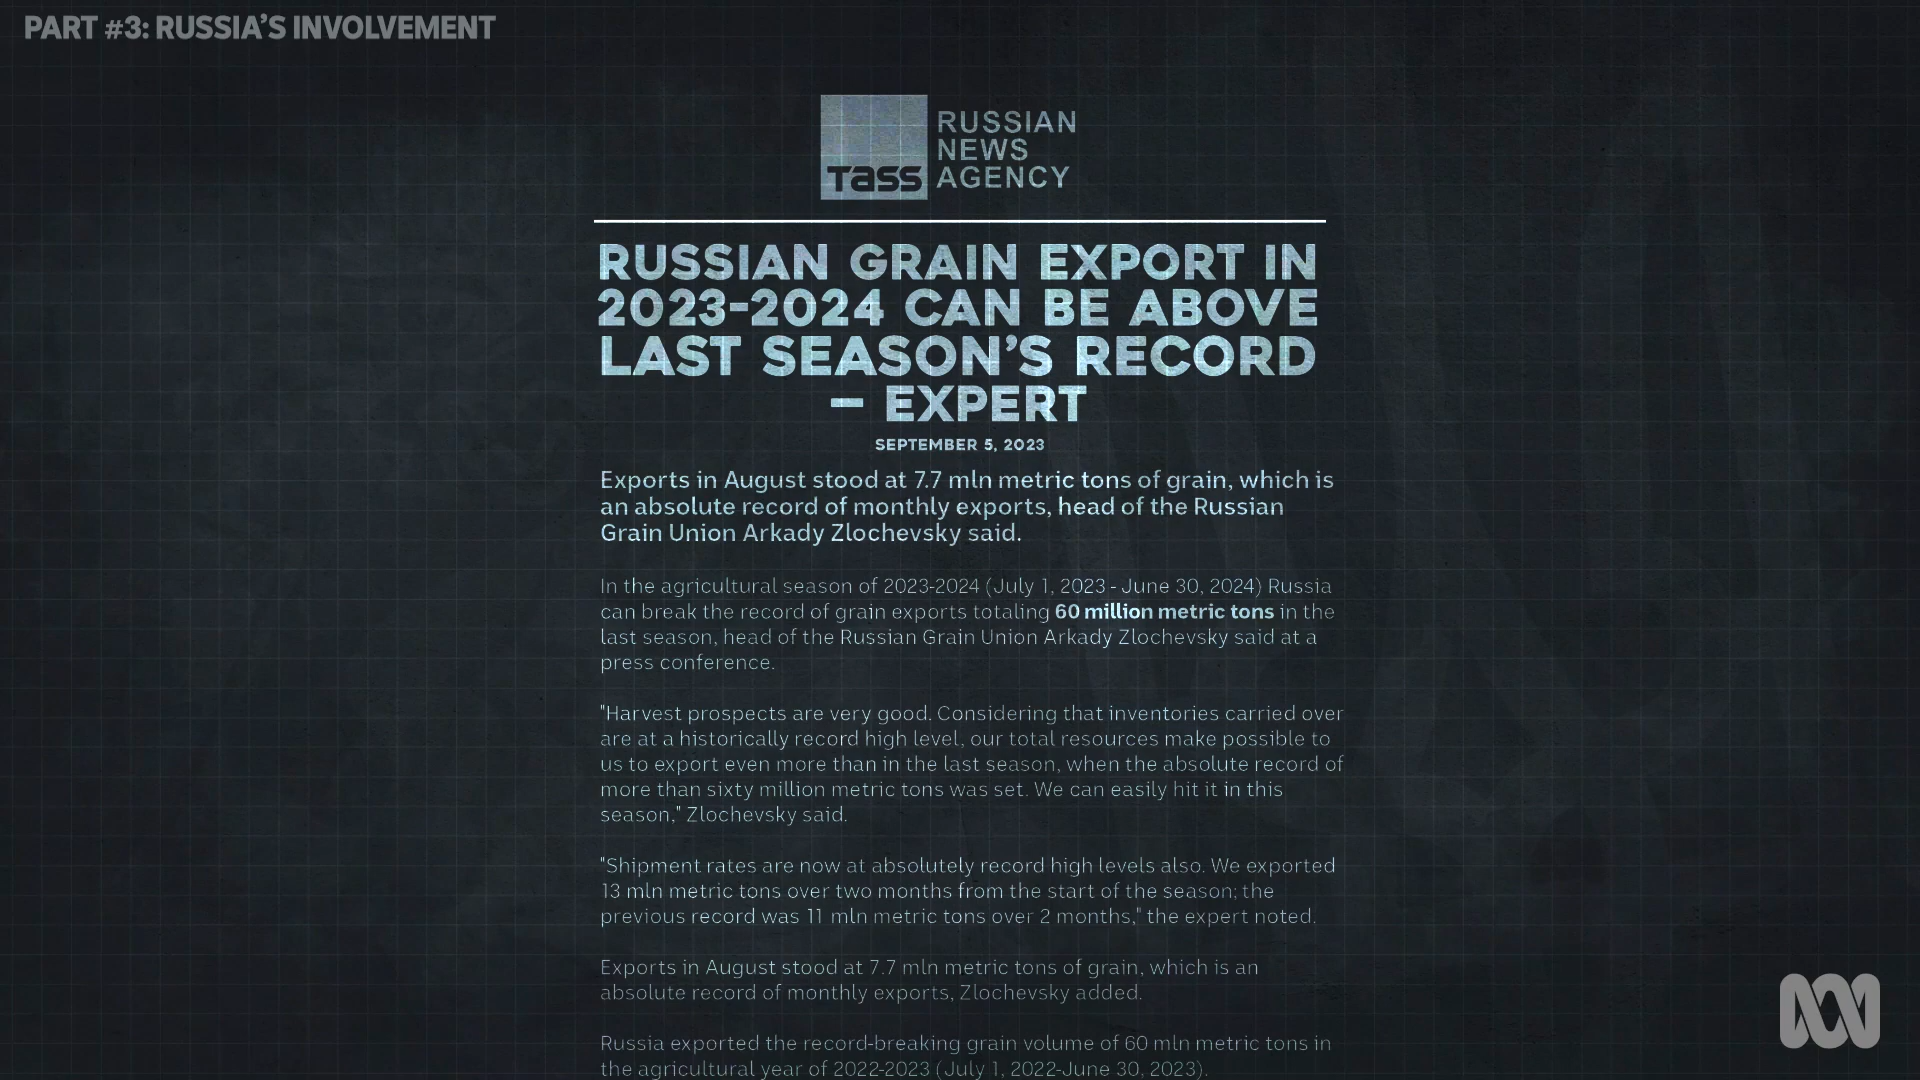 PART #3: RUSSIA'S INVOLVEMENT
Tass
RUSSIAN
NEWS
AGENCY
RUSSIAN GRAIN EXPORT IN
2023-2024 CAN BE ABOVE
LAST SEASON'S RECORD
— EXPERT
SEPTEMBER 5, 2023
Exports in August stood at 7.7 mln metric tons of grain, which is
an absolute record of monthly exports, head of the Russian
Grain Union Arkady Zlochevsky said.
In the agricultural season of 2023-2024 (July 1, 2023 - June 30, 2024) Russia
can break the record of grain exports totaling 60 million metric tons in the
last season, head of the Russian Grain Union Arkady Zlochevsky said at a
press conference.
"Harvest prospects are very good. Considering that inventories carried over
are at a historically record high level, our total resources make possible to
us to export even more than in the last season, when the absolute record of
more than sixty million metric tons was set. We can easily hit it in this
season," Zlochevsky said.
"Shipment rates are now at absolutely record high levels also. We exported
13 mln metric tons over two months from the start of the season; the
previous record was 11 mln metric tons over 2 months," the expert noted.
Exports in August stood at 7.7 mln metric tons of grain, which is an
absolute record of monthly exports, Zlochevsky added.
Russia exported the record-breaking grain volume of 60 mln metric tons in
the agricultural year of 2022-2023 (July 1, 2022-June 30, 2023).